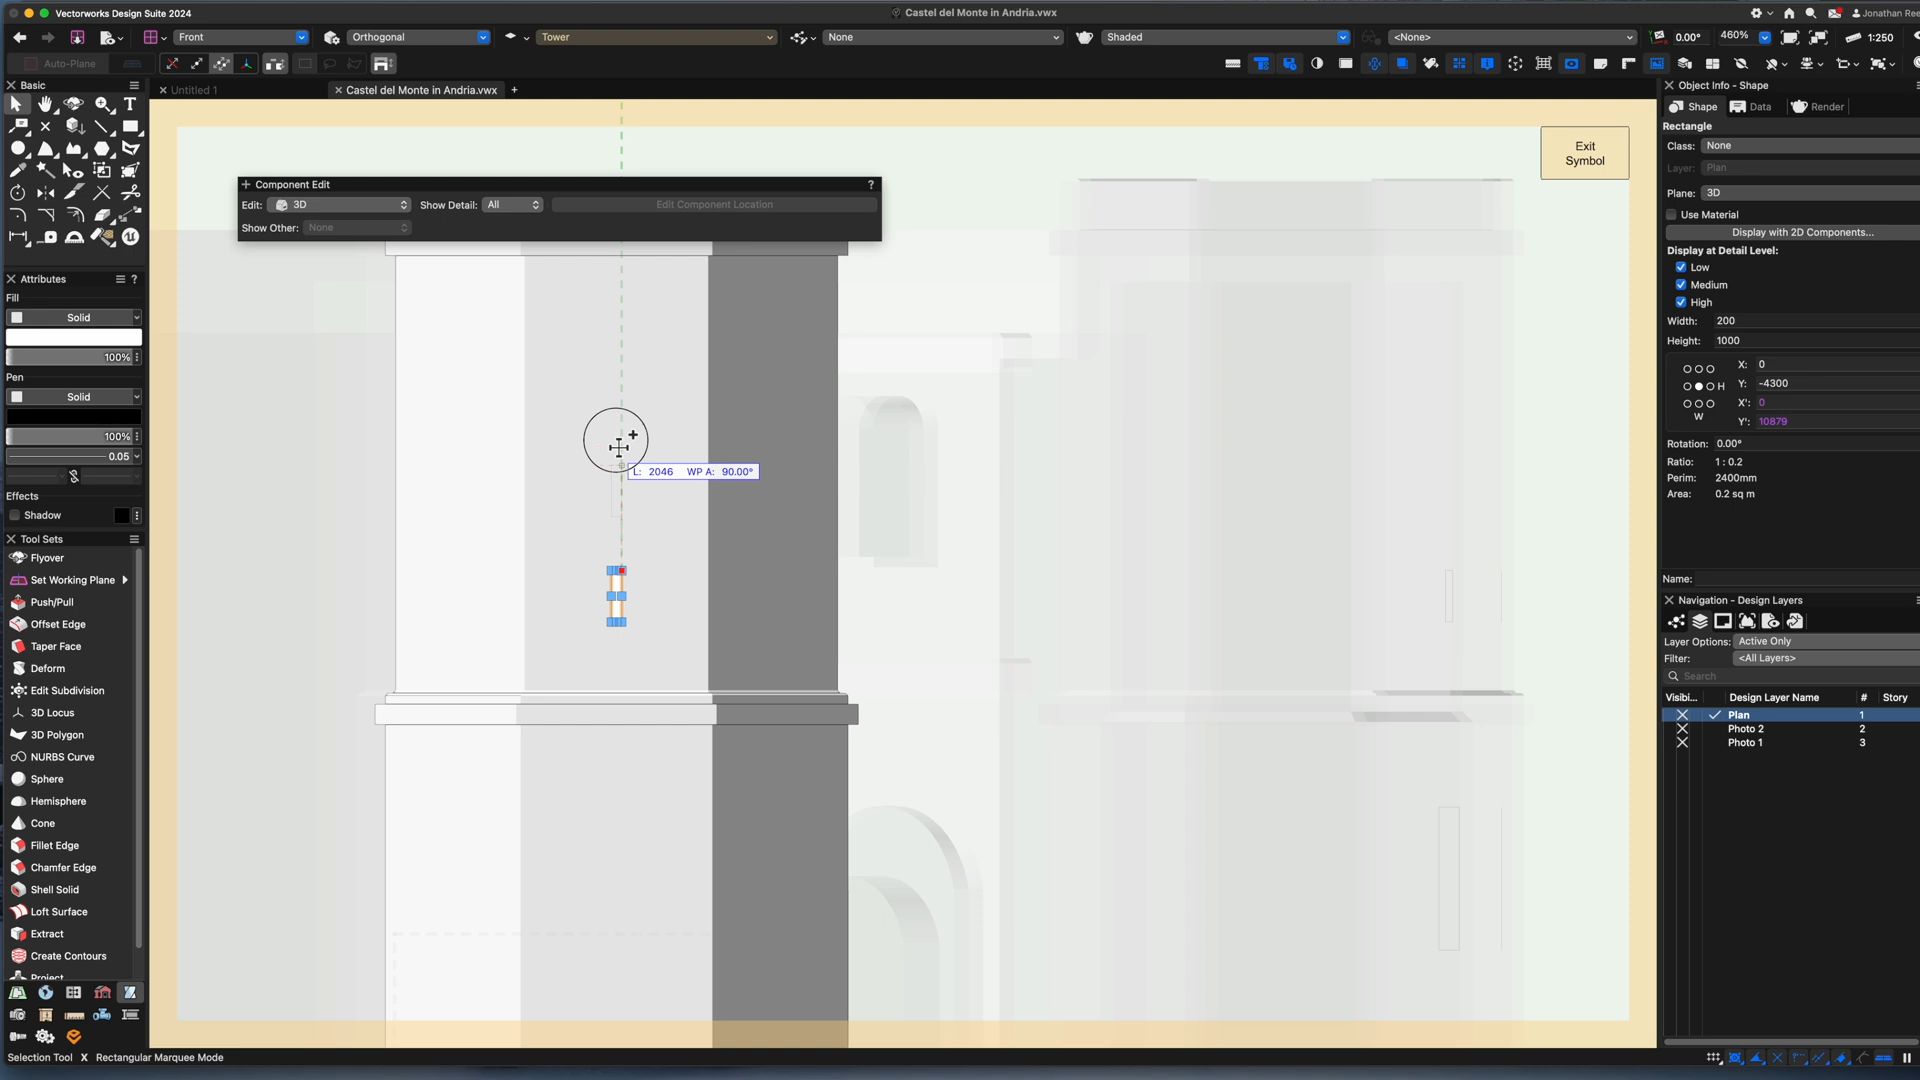 Vectorworks Design Suite 2024
Castel del Monte in Andria.vwx
Jonathan Ree
Front
Orthogonal
Tower
None
Shaded
<None>
0.00°
460%
1:250
Auto-Plane
Basic
Untitled 1
Castel del Monte in Andria.vwx
Object Info - Shape
Shape
Data
Render
Rectangle
Class: None
Layer: Plan
Plane: 3D
Use Material
Display with 2D Components...
Display at Detail Level:
Low
Medium
High
Width: 200
Height: 1000
X: 0
H
Y: -4300
X': 0
W
Y': 10879
Rotation: 0.00°
Ratio: 1 : 0.2
Perim: 2400mm
Area: 0.2 sq m
Name:
Exit
Symbol
Component Edit
?
Edit: 3D
Show Detail: All
Edit Component Location
Show Other: None
L: 2046 WP A: 90.00°
Attributes
?
Fill
Solid
100%
Pen
Solid
100%
0.05
Effects
Shadow
Tool Sets
Flyover
Set Working Plane
Push/Pull
Offset Edge
Taper Face
Deform
Edit Subdivision
3D Locus
3D Polygon
NURBS Curve
Sphere
Hemisphere
Cone
Fillet Edge
Chamfer Edge
Shell Solid
Loft Surface
Extract
Create Contours
Project
Navigation - Design Layers
Layer Options: Active Only
Filter: <All Layers>
Search
Visibi... Design Layer Name # Story
Plan 1
Photo 2 2
Photo 1 3
Selection Tool X Rectangular Marquee Mode